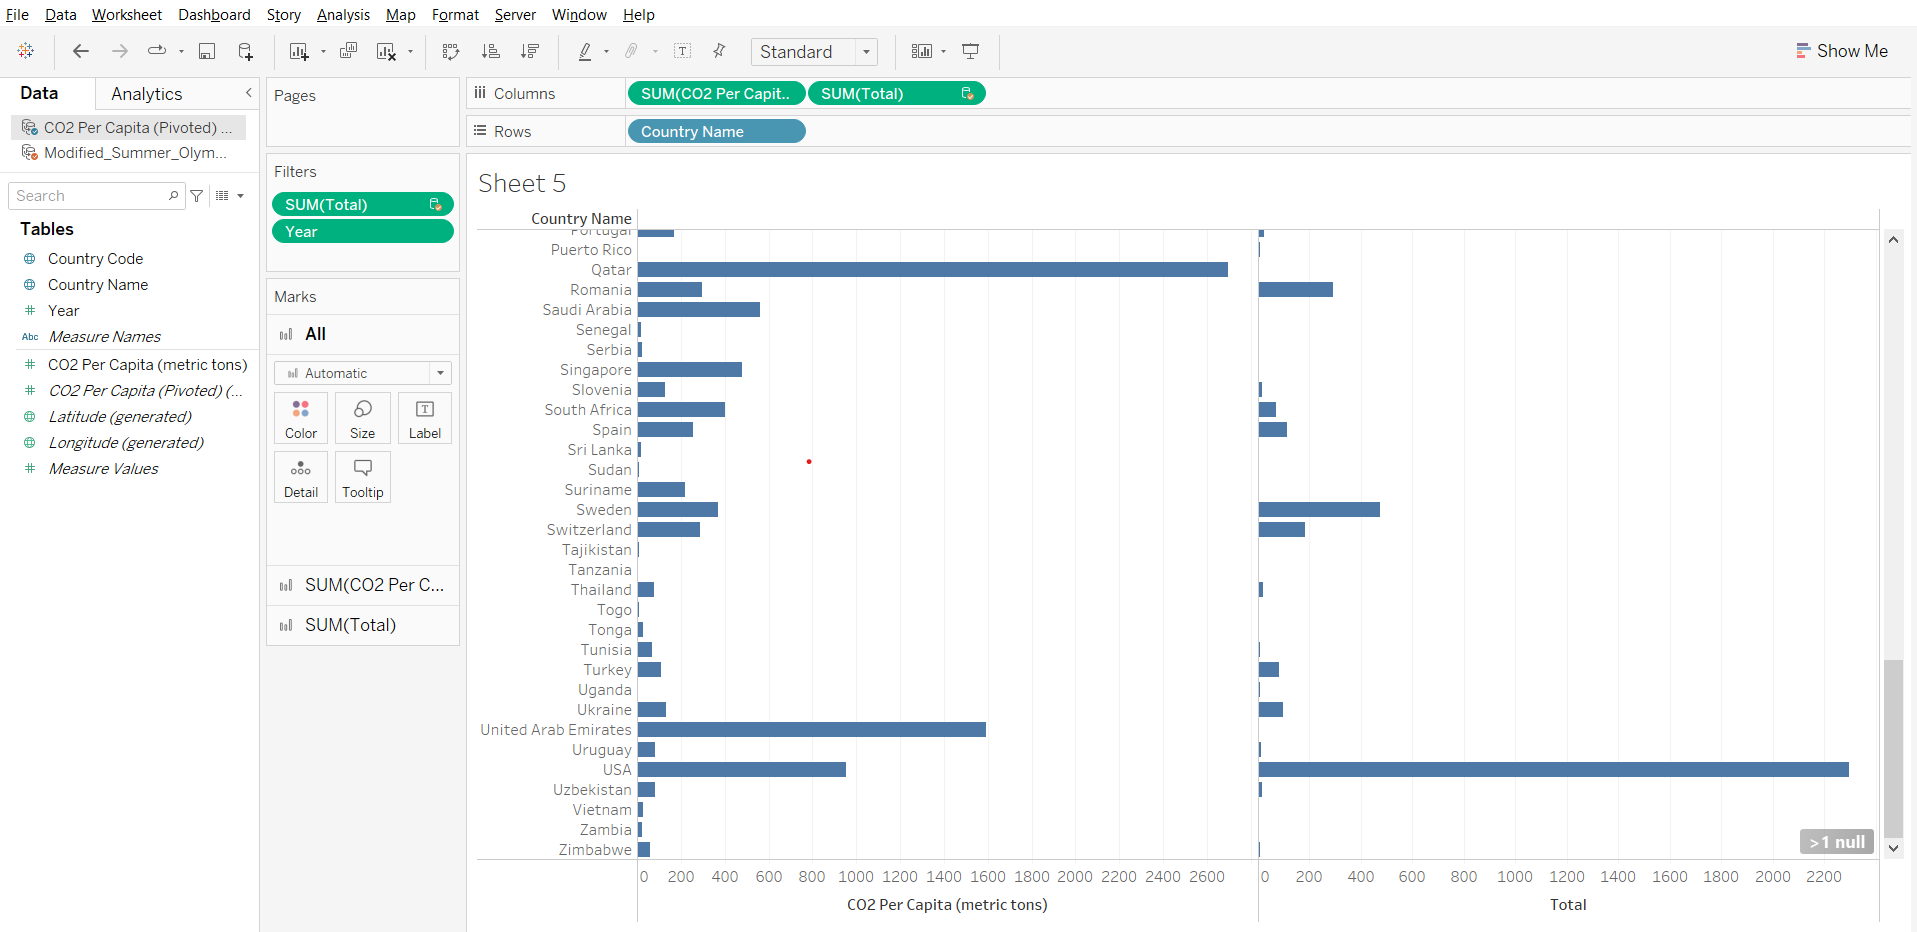 File Data Worksheet Dashboard Story Analysis Map Format Server Window Help
Standard
Show Me
Data Analytics
CO2 Per Capita (Pivoted) ...
Modified_Summer_Olym...
Search
Tables
Country Code
Country Name
Year
Abc Measure Names
CO2 Per Capita (metric tons)
CO2 Per Capita (Pivoted) (...
Latitude (generated)
Longitude (generated)
Measure Values
Pages
Filters
SUM(Total)
Year
Marks
All
Automatic
Color Size Label
Detail Tooltip
SUM(CO2 Per C...
SUM(Total)
Columns SUM(CO2 Per Capit.. SUM(Total)
Rows Country Name
Sheet 5
Country Name
Portugal
Puerto Rico
Qatar
Romania
Saudi Arabia
Senegal
Serbia
Singapore
Slovenia
South Africa
Spain
Sri Lanka
Sudan
Suriname
Sweden
Switzerland
Tajikistan
Tanzania
Thailand
Togo
Tonga
Tunisia
Turkey
Uganda
Ukraine
United Arab Emirates
Uruguay
USA
Uzbekistan
Vietnam
Zambia
Zimbabwe
>1 null
0 200 400 600 800 1000 1200 1400 1600 1800 2000 2200 2400 2600
0 200 400 600 800 1000 1200 1400 1600 1800 2000 2200
CO2 Per Capita (metric tons)
Total